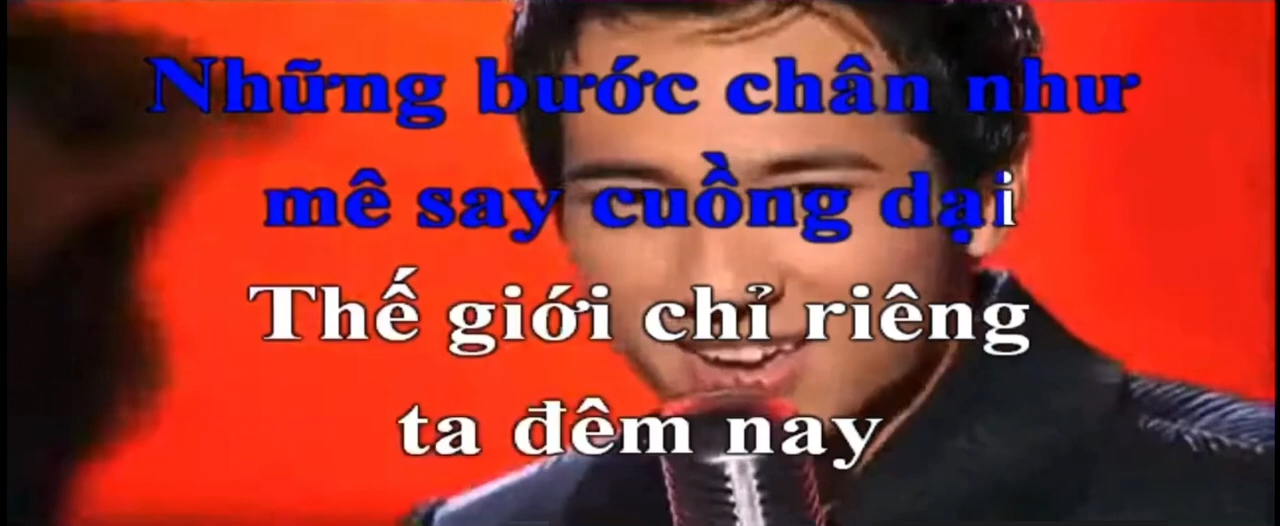 Những bước chân như
mê say cuồng dại
Thế giới chỉ riêng
ta đêm nay